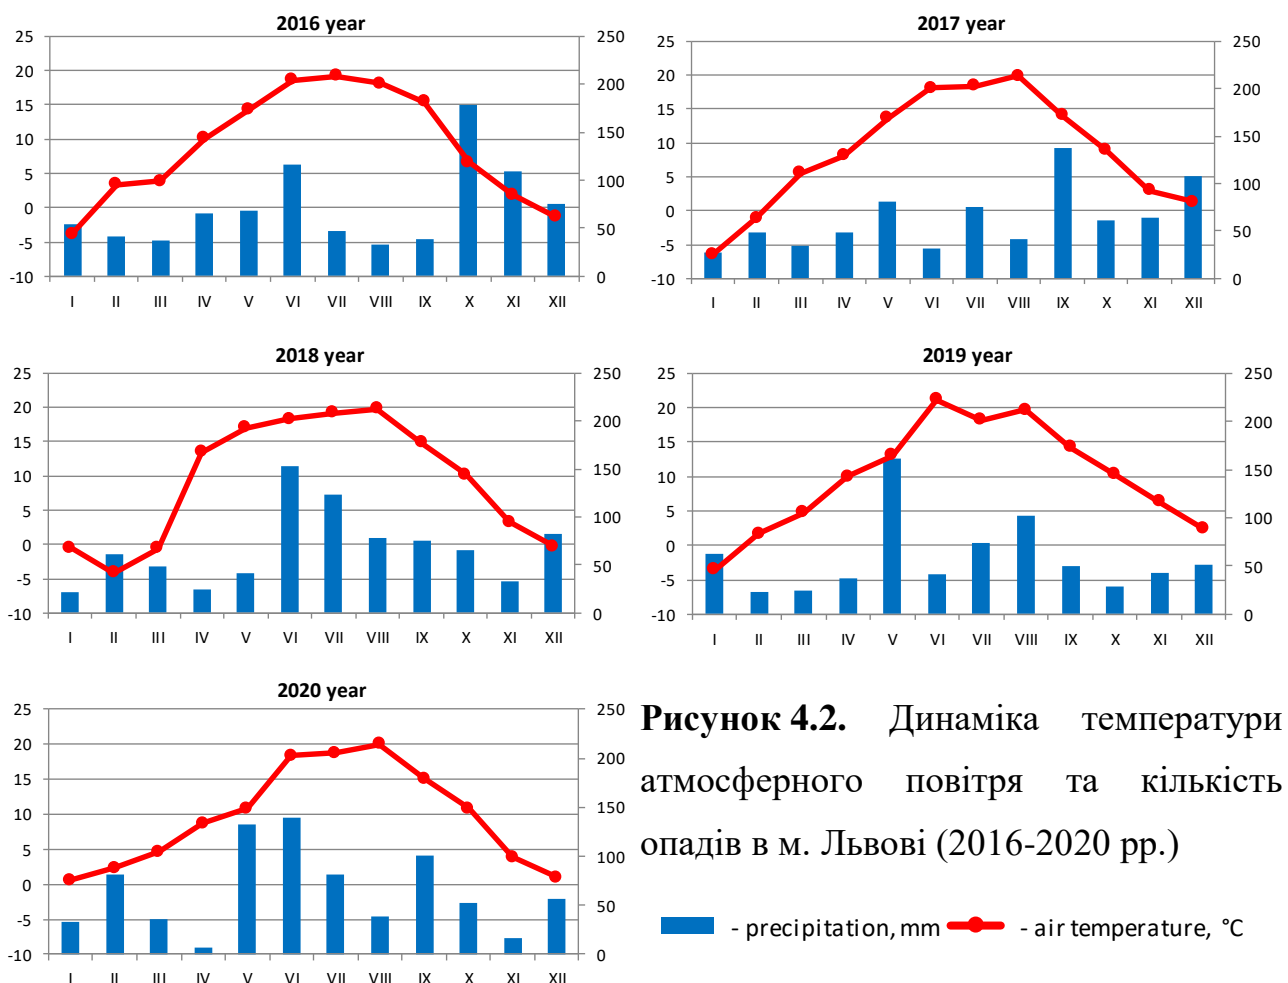 2016 year
25 250
20 200
15 150
10
5 100
0
-5 50
-10 0
I II III IV V VI VII VIII IX X XI XII
2017 year
25 250
20 200
15
10 150
5 100
0
-5 50
-10 0
I II III IV V VI VII VIII IX X XI XII
2018 year
25 250
20 200
15 150
10
5 100
0
-5 50
-10 0
I II III IV V VI VII VIII IX X XI XII
2019 year
25 250
20 200
15 150
10
5 100
0
-5 50
-10 0
I II III IV V VI VII VIII IX X XI XII
2020 year
25 250
20 200
15 150
10
5 100
0
-5 50
-10 0
I II III IV V VI VII VIII IX X XI XII
Рисунок 4.2. Динаміка температури
атмосферного повітря та кількість
опадів в м. Львові (2016-2020 рр.)
- precipitation, mm - air temperature, °C